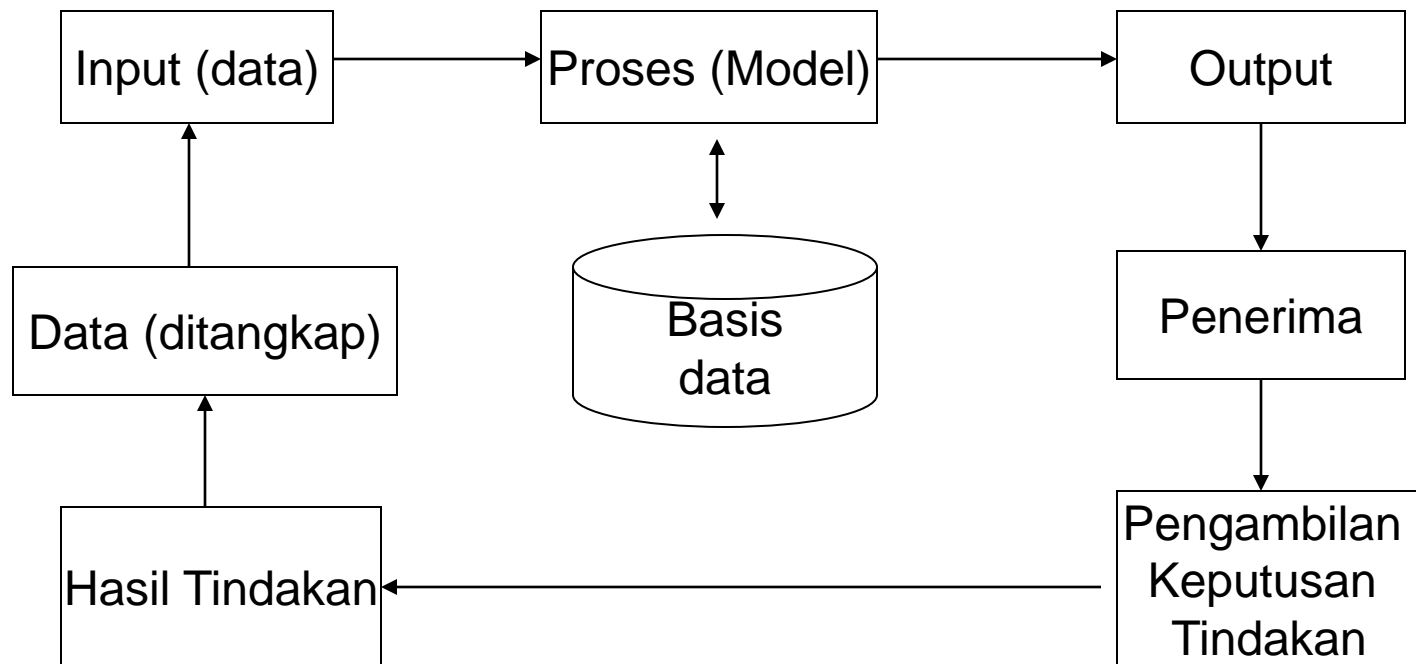 Input (data)
Proses (Model)
Output
Data (ditangkap)
Basis
data
Penerima
Hasil Tindakan
Pengambilan
Keputusan
Tindakan